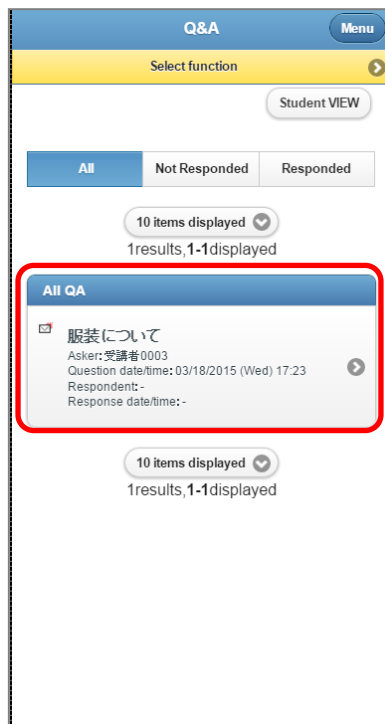 Q&A
Menu
Select function
Student VIEW
All
Not Responded
Responded
10 items displayed
1results,1-1displayed
All QA
服装について
Asker:受講者0003
Question date/time: 03/18/2015 (Wed) 17:23
Respondent: -
Response date/time: -
10 items displayed
1results,1-1displayed